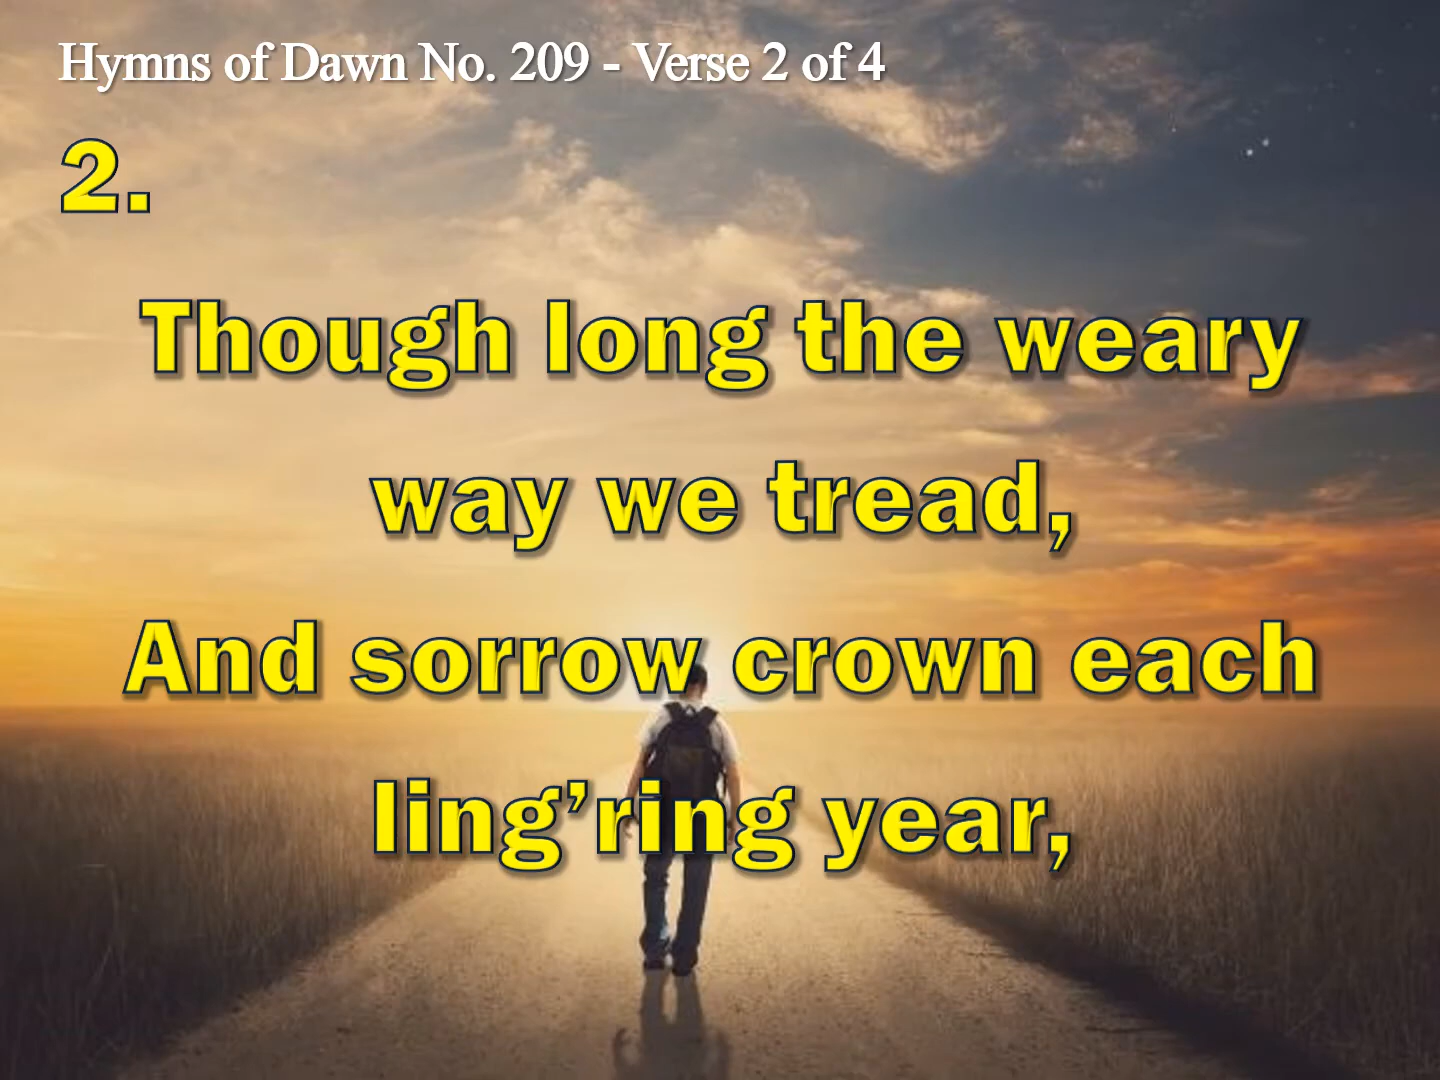 Hymns of Dawn No. 209 - Verse 2 of 4
2.
Though long the weary
way we tread,
And sorrow crown each
ling’ring year,